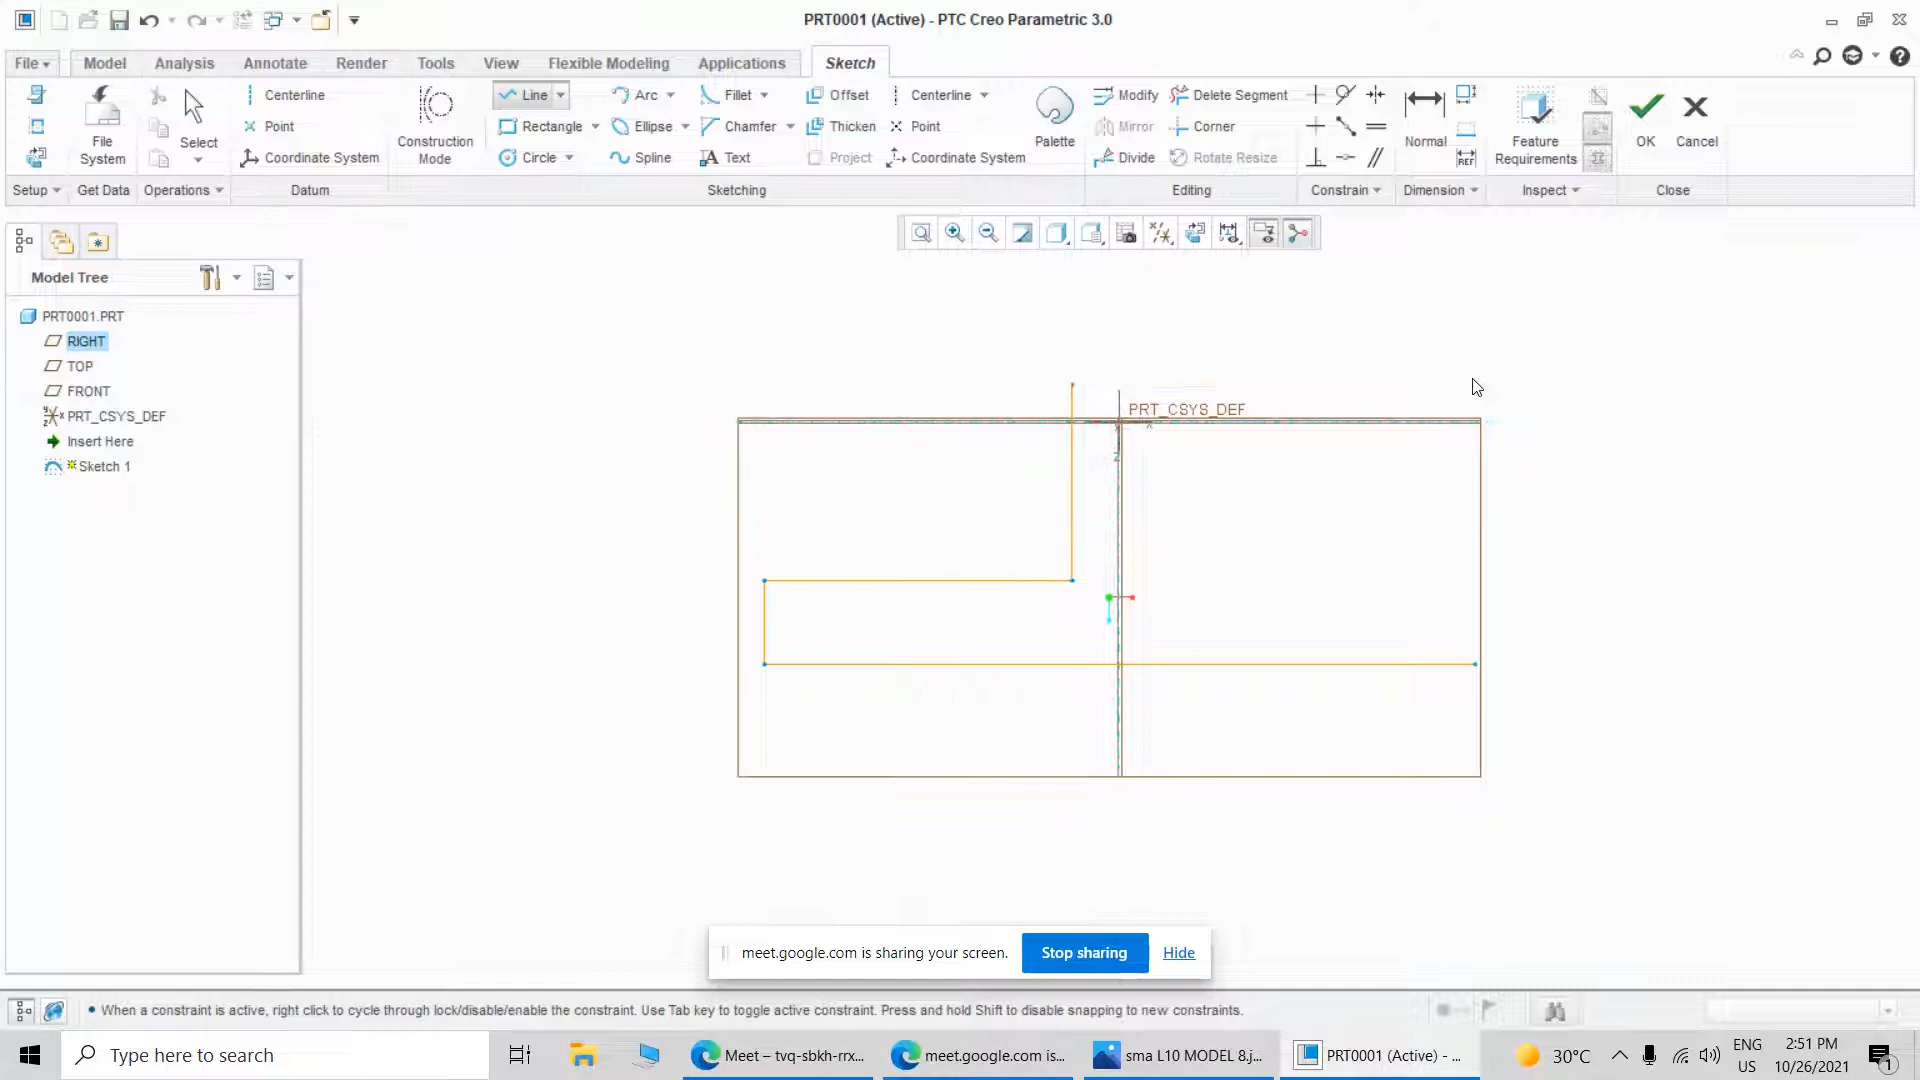 PRT0001 (Active) - PTC Creo Parametric 3.0
File Model Analysis Annotate Render Tools View Flexible Modeling Applications Sketch
Centerline Line Arc Fillet Offset Centerline Modify Delete Segment
Point Rectangle Ellipse Chamfer Thicken Point Mirror Corner
Coordinate System Circle Spline Text Project Coordinate System Divide Rotate Resize
File System
Select
Construction Mode
Palette
Normal
REF
Feature Requirements
OK
Cancel
Setup Get Data Operations Datum Sketching Editing Constrain Dimension Inspect Close
Model Tree
PRT0001.PRT
RIGHT
TOP
FRONT
PRT_CSYS_DEF
Insert Here
Sketch 1
PRT_CSYS_DEF
X
Z
meet.google.com is sharing your screen. Stop sharing Hide
When a constraint is active, right click to cycle through lock/disable/enable the constraint. Use Tab key to toggle active constraint. Press and hold Shift to disable snapping to new constraints.
Type here to search
Meet – tvq-sbkh-rrx...
meet.google.com is...
sma L10 MODEL 8.j...
PRT0001 (Active) - ...
30°C
ENG
US
2:51 PM
10/26/2021
1